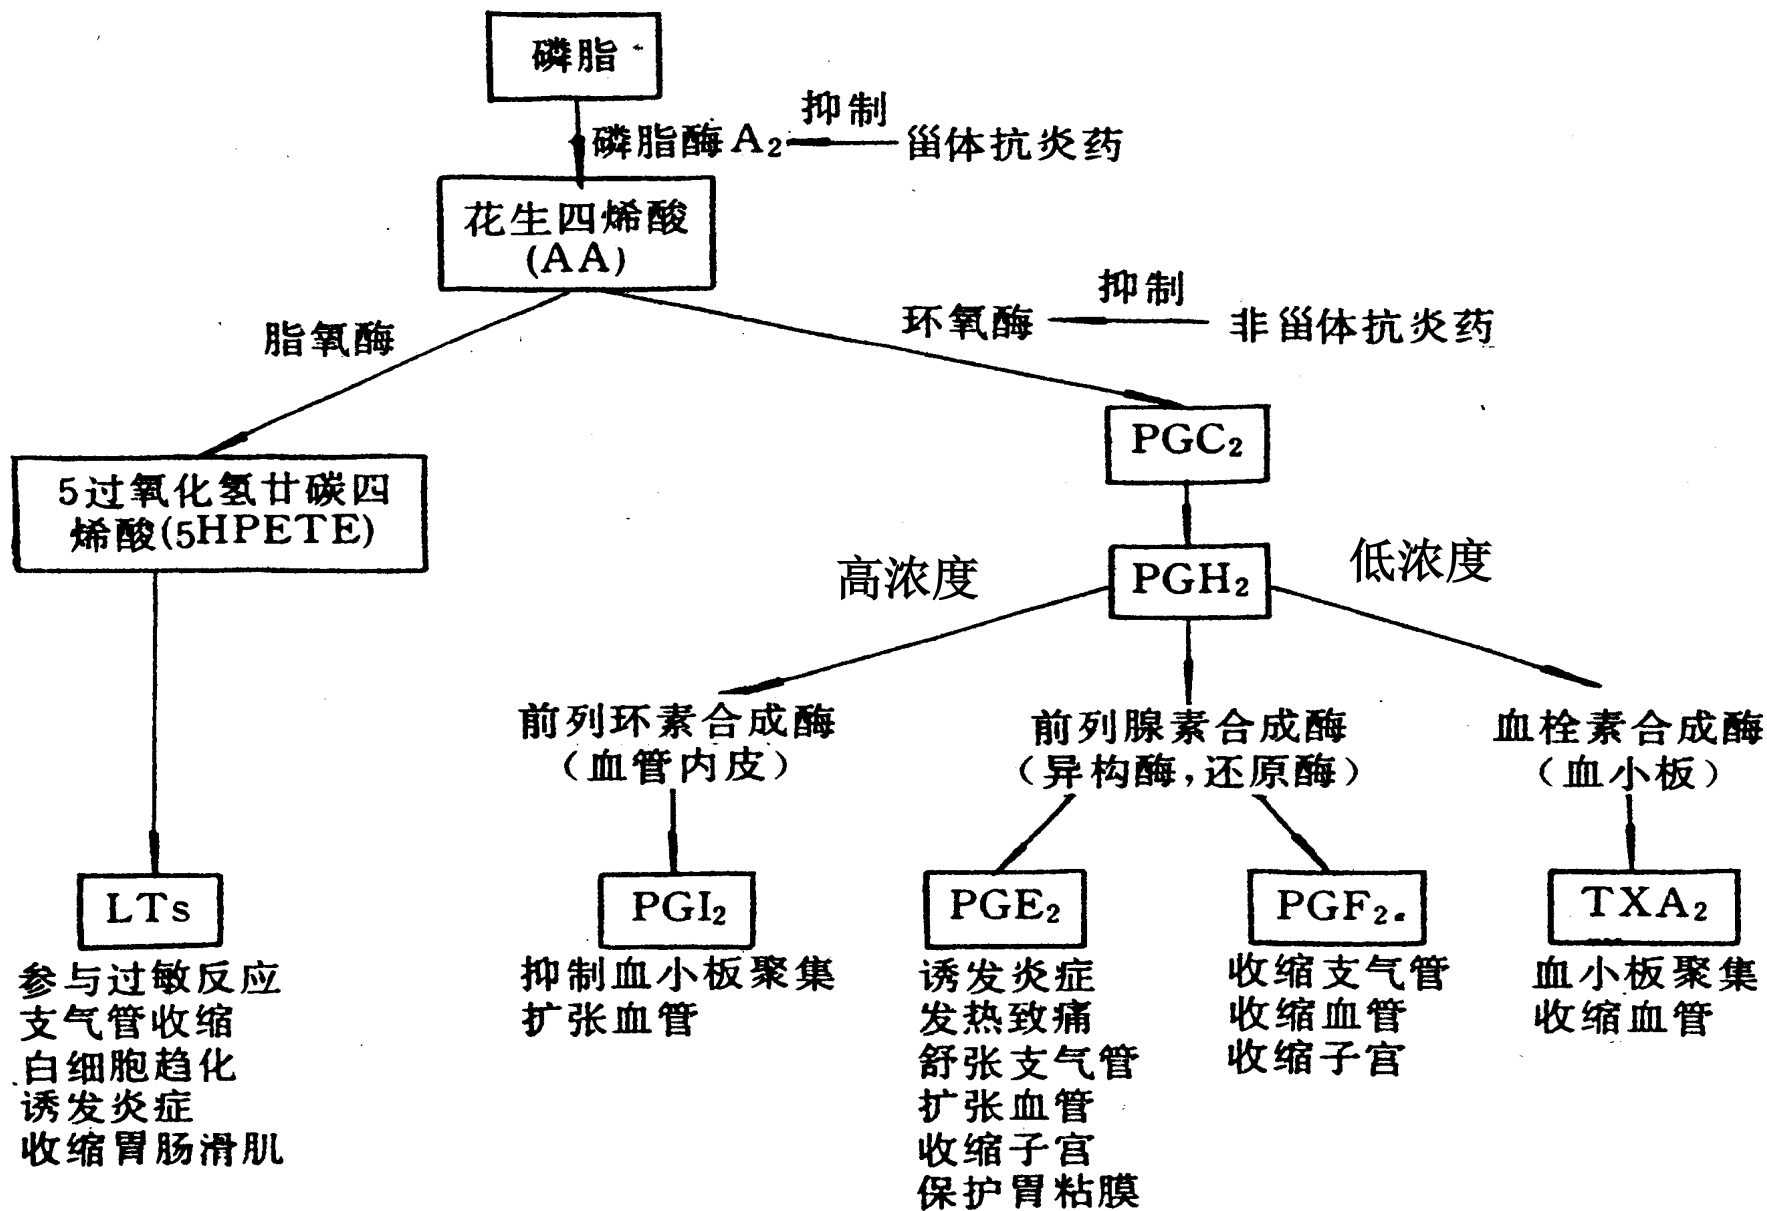 磷脂
抑制
磷脂酶A₂
甾体抗炎药
花生四烯酸
(AA)
脂氧酶
环氧酶
抑制
非甾体抗炎药
PGC₂
5过氧化氢廿碳四
烯酸(5HPETE)
高浓度
PGH₂
低浓度
前列环素合成酶
（血管内皮）
前列腺素合成酶
（异构酶,还原酶）
血栓素合成酶
（血小板）
LTs
PGI₂
PGE₂
PGF₂.
TXA₂
参与过敏反应
支气管收缩
白细胞趋化
诱发炎症
收缩胃肠滑肌
抑制血小板聚集
扩张血管
诱发炎症
发热致痛
舒张支气管
扩张血管
收缩子宫
保护胃粘膜
收缩支气管
收缩血管
收缩子宫
血小板聚集
收缩血管